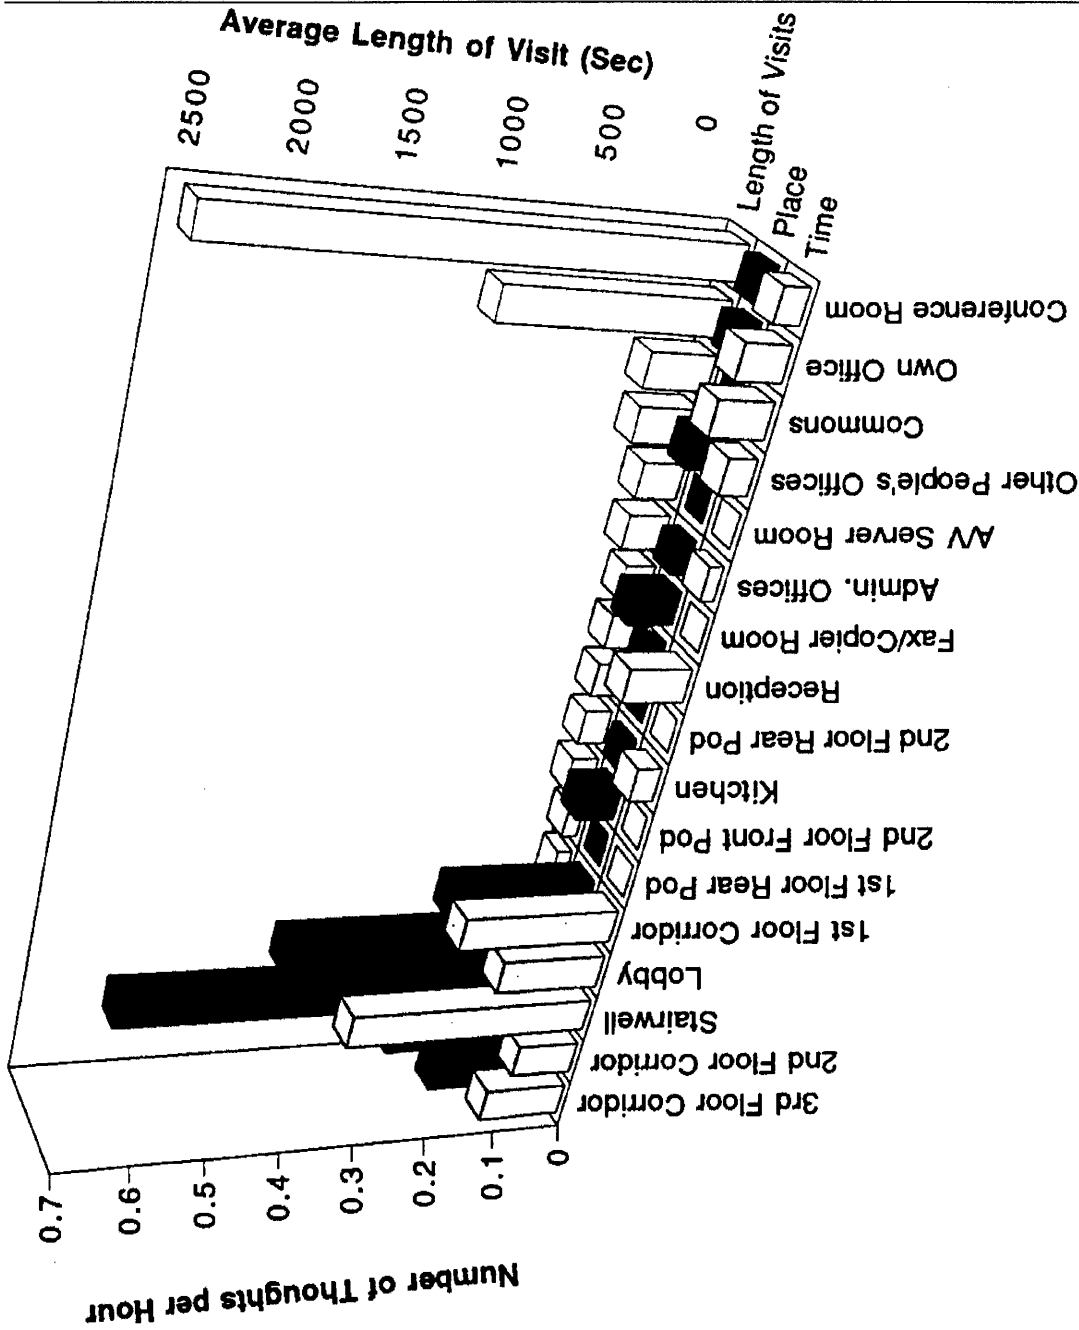 Average Length of Visit (Sec)
2500
2000
1500
1000
500
0
Length of Visits
Place
Time
Conference Room
Own Office
Commons
Other People's Offices
A/V Server Room
Admin. Offices
Fax/Copier Room
Reception
2nd Floor Rear Pod
Kitchen
2nd Floor Front Pod
1st Floor Rear Pod
1st Floor Corridor
Lobby
Stairwell
2nd Floor Corridor
3rd Floor Corridor
0.7
0.6
0.5
0.4
0.3
0.2
0.1
0
Number of Thoughts per Hour